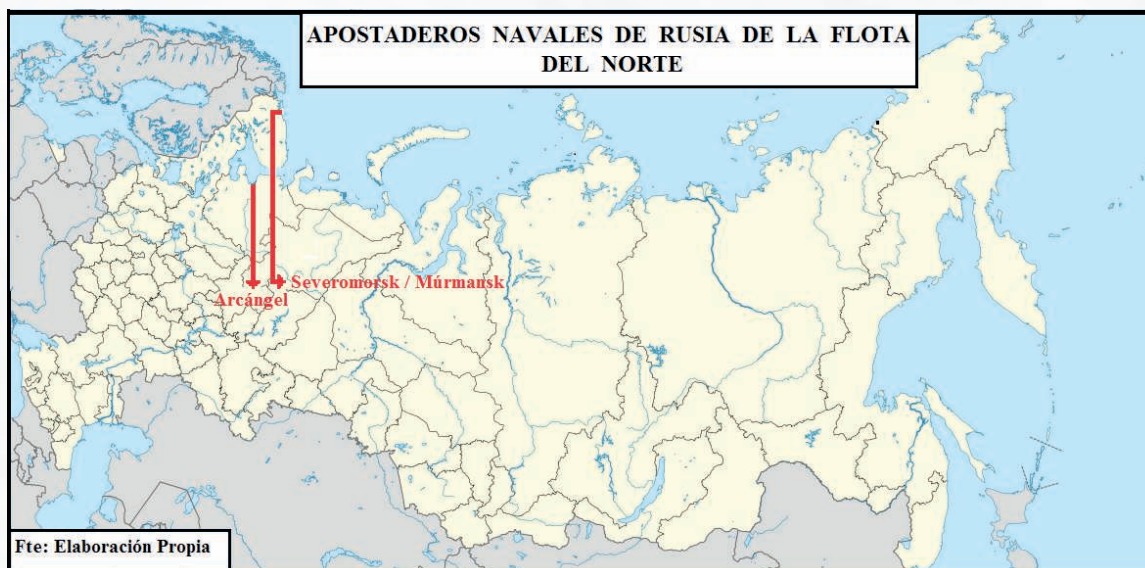 APOSTADEROS NAVALES DE RUSIA DE LA FLOTA
DEL NORTE
Severomorsk / Múrmansk
Arcángel
Fte: Elaboración Propia